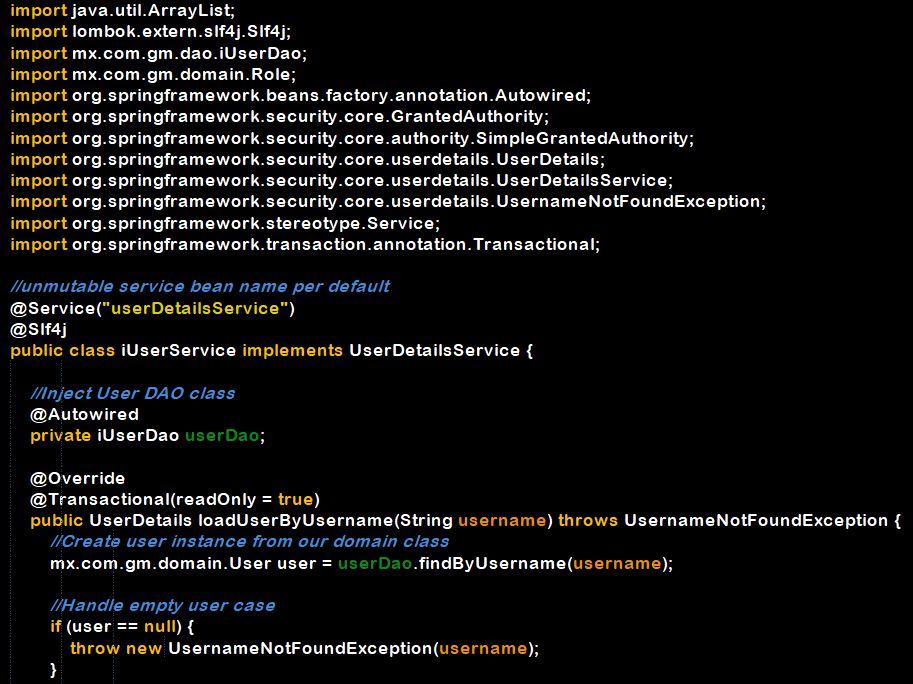 import java.util.ArrayList;
import lombok.extern.slf4j.Slf4j;
import mx.com.gm.dao.iUserDao;
import mx.com.gm.domain.Role;
import org.springframework.beans.factory.annotation.Autowired;
import org.springframework.security.core.GrantedAuthority;
import org.springframework.security.core.authority.SimpleGrantedAuthority;
import org.springframework.security.core.userdetails.UserDetails;
import org.springframework.security.core.userdetails.UserDetailsService;
import org.springframework.security.core.userdetails.UsernameNotFoundException;
import org.springframework.stereotype.Service;
import org.springframework.transaction.annotation.Transactional;

//unmutable service bean name per default
@Service("userDetailsService")
@Slf4j
public class iUserService implements UserDetailsService {

    //Inject User DAO class
    @Autowired
    private iUserDao userDao;

    @Override
    @Transactional(readOnly = true)
    public UserDetails loadUserByUsername(String username) throws UsernameNotFoundException {
        //Create user instance from our domain class
        mx.com.gm.domain.User user = userDao.findByUsername(username);

        //Handle empty user case
        if (user == null) {
            throw new UsernameNotFoundException(username);
        }